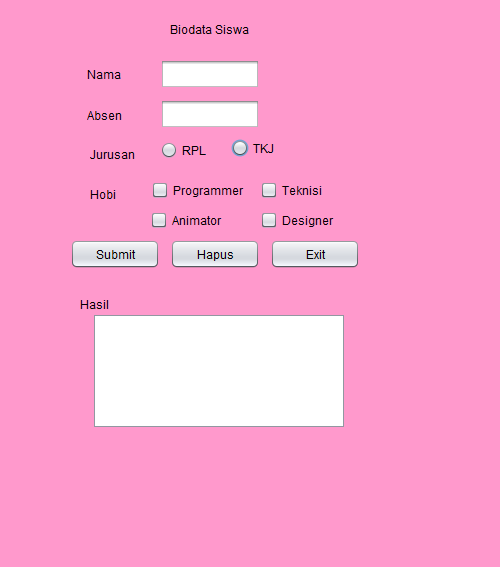 Biodata Siswa
Nama
Absen
Jurusan RPL TKJ
Hobi Programmer Teknisi
Animator Designer
Submit Hapus Exit
Hasil